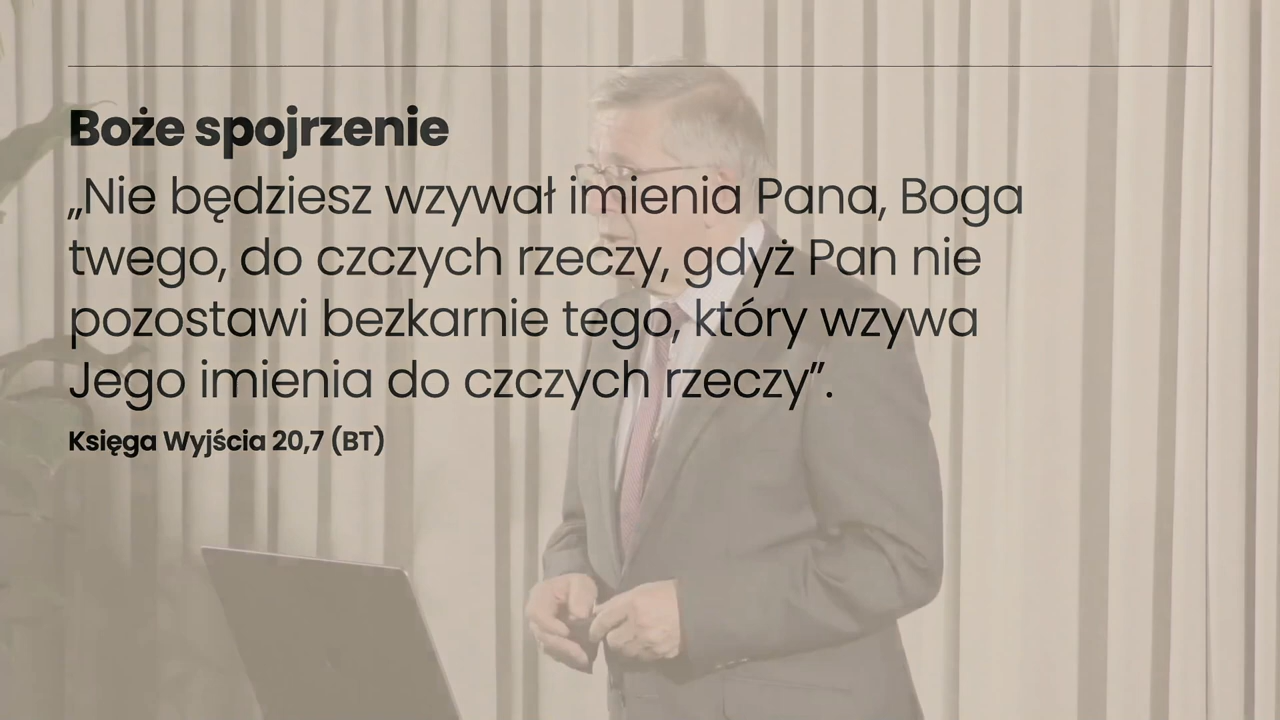 Boże spojrzenie
„Nie będziesz wzywał imienia Pana, Boga
twego, do czczych rzeczy, gdyż Pan nie
pozostawi bezkarnie tego, który wzywa
Jego imienia do czczych rzeczy”.
Księga Wyjścia 20,7 (BT)